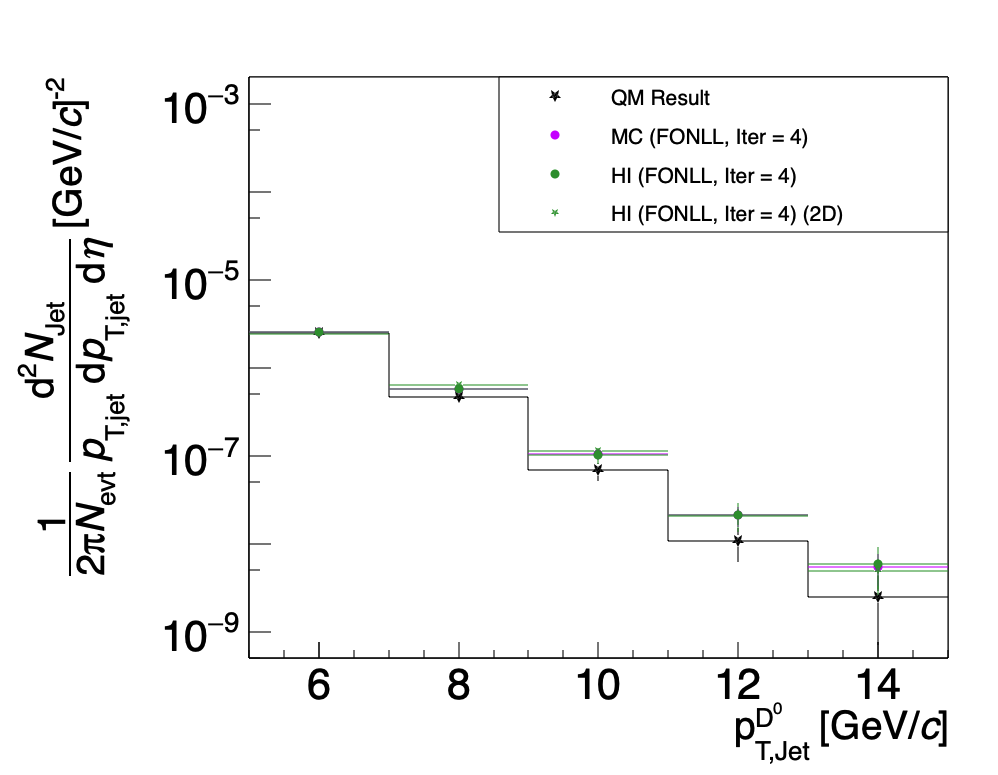 QM Result
MC (FONLL, Iter = 4)
HI (FONLL, Iter = 4)
HI (FONLL, Iter = 4) (2D)
10⁻³
10⁻⁵
10⁻⁷
10⁻⁹
1/(2πN_evt) d²N_Jet/(p_T,jet dp_T,jet dη) [GeV/c]⁻²
6 8 10 12 14
p_T,Jet^D⁰ [GeV/c]